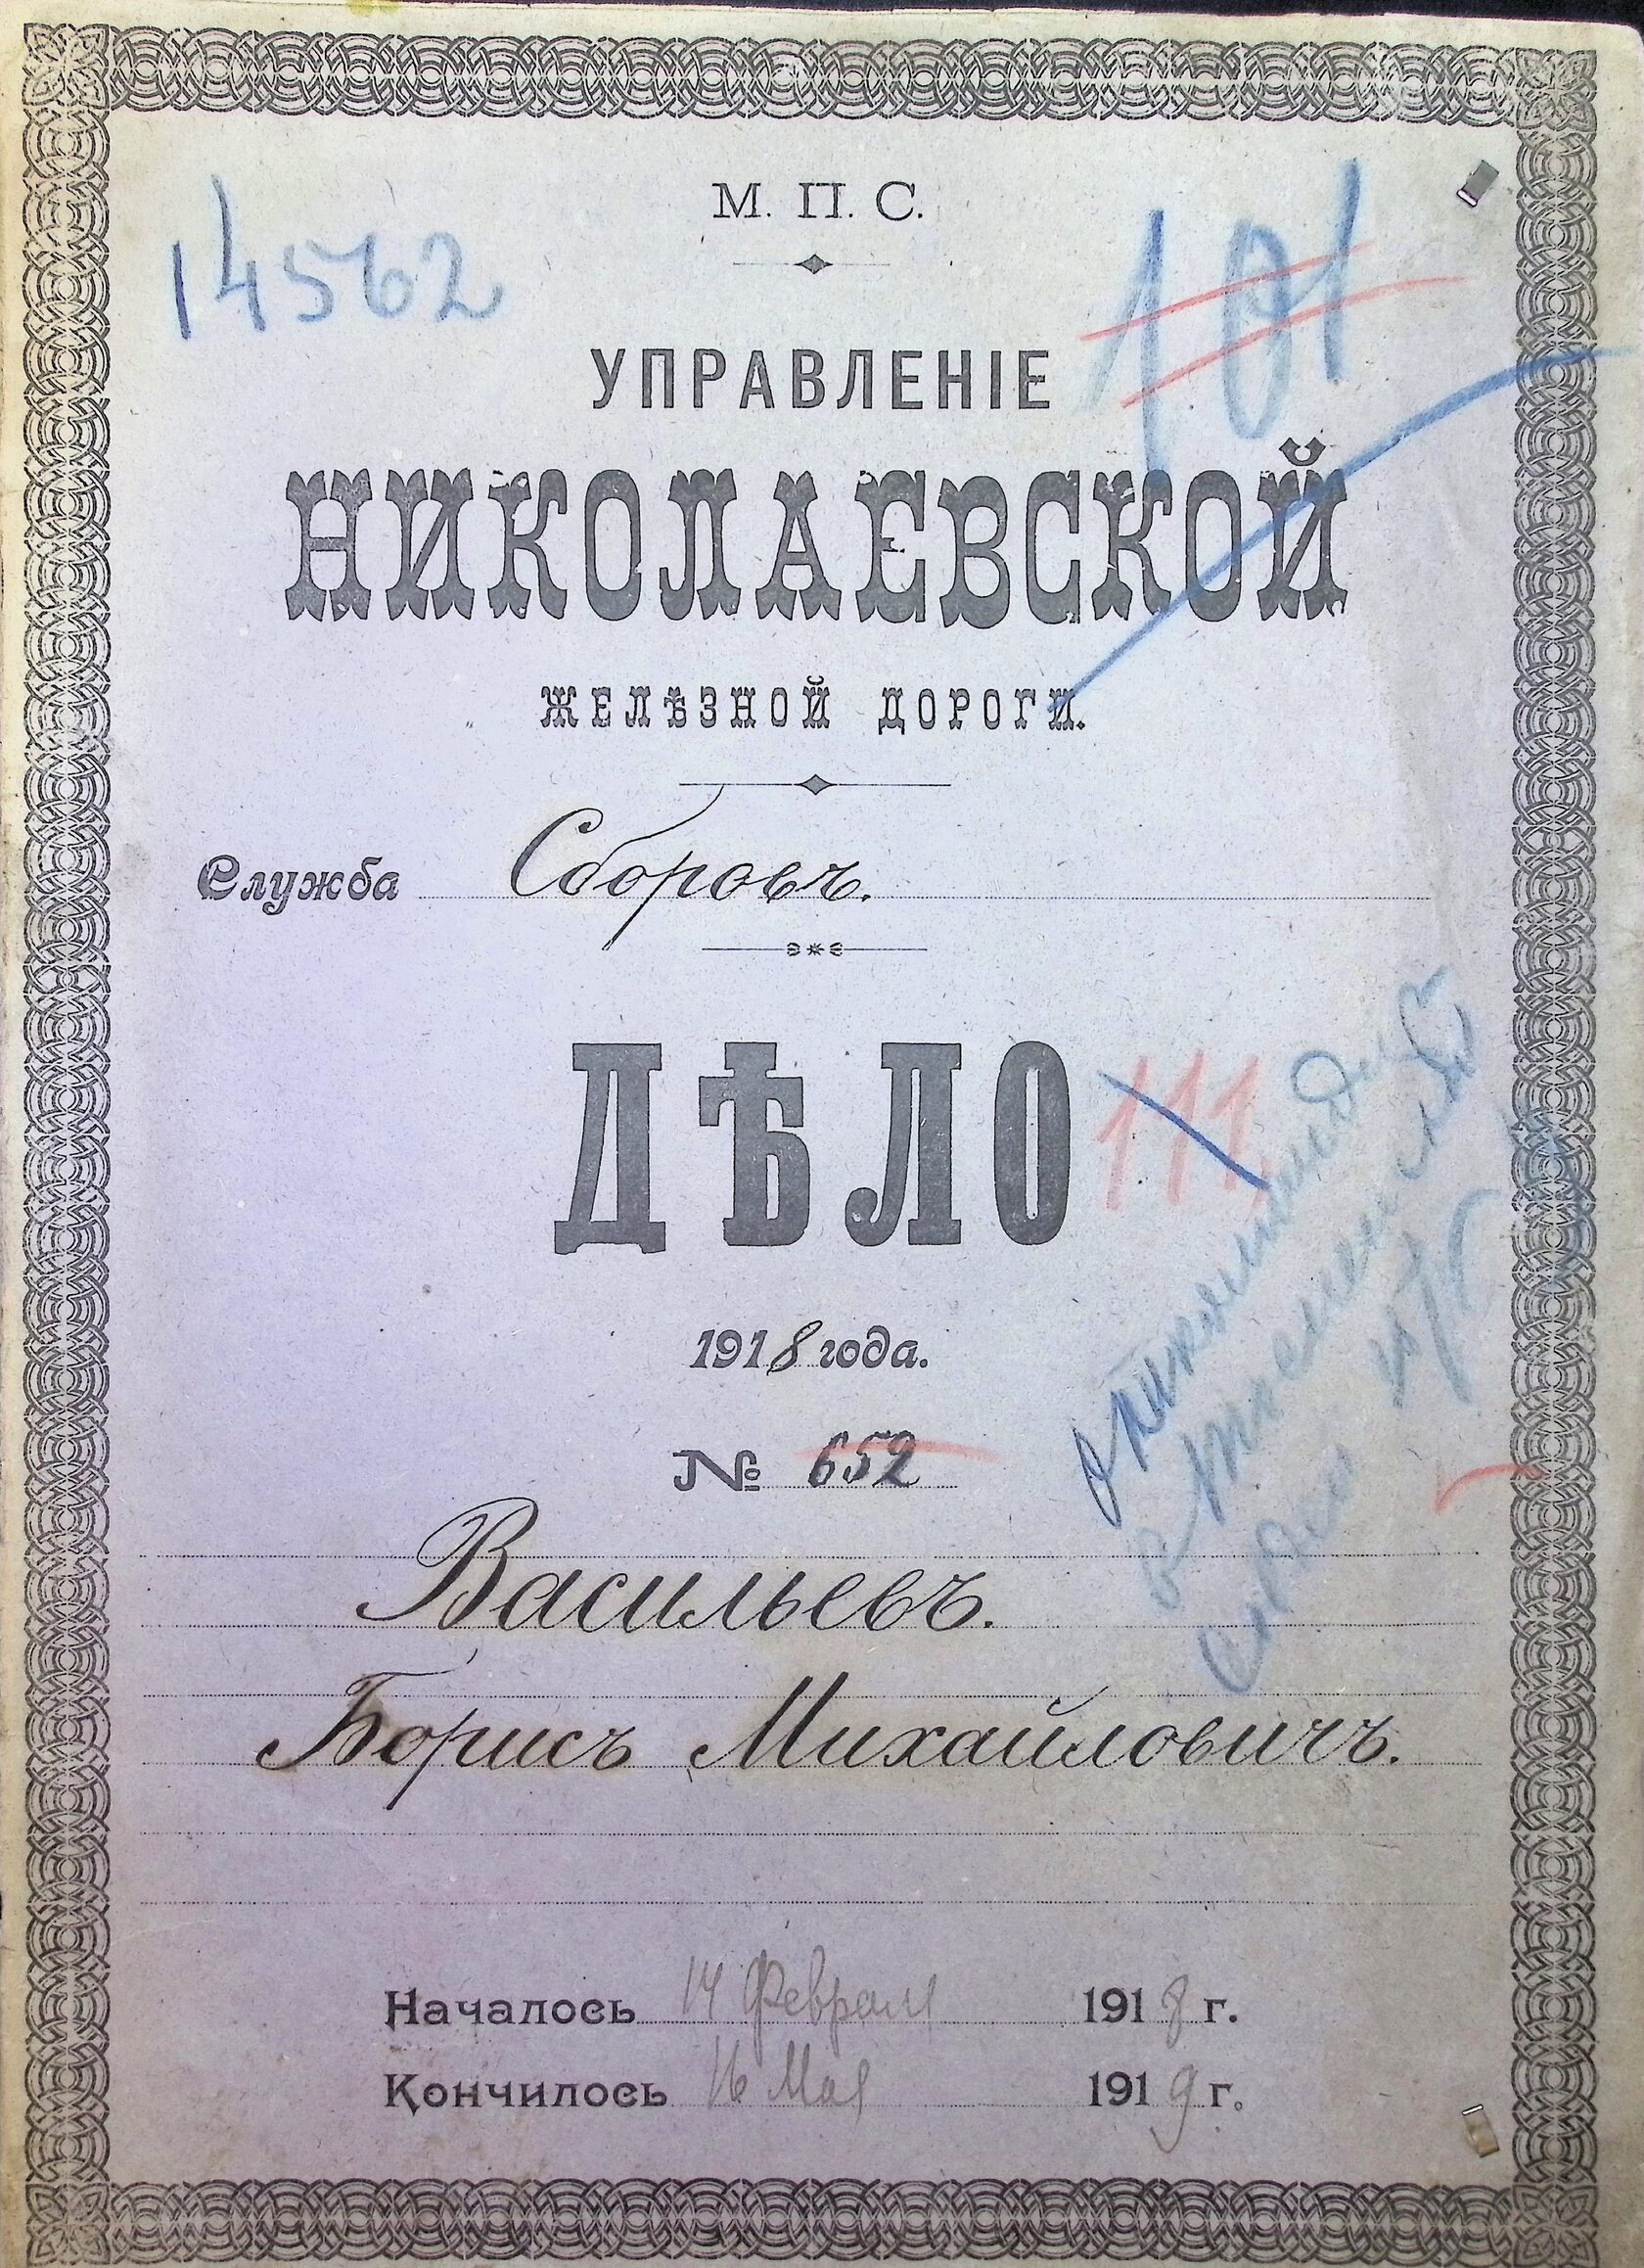 М. П. С.
14562
101
УПРАВЛЕНІЕ
НИКОЛАЕВСКОЙ
ЖЕЛѢЗНОЙ ДОРОГИ.
Служба Сборовъ.
ДѢЛО
111
1918 года.
№ 652
Васильевъ.
Борисъ Михайловичъ.
Началось 14 Февраля 1918 г.
Кончилось 16 Мая 1919 г.